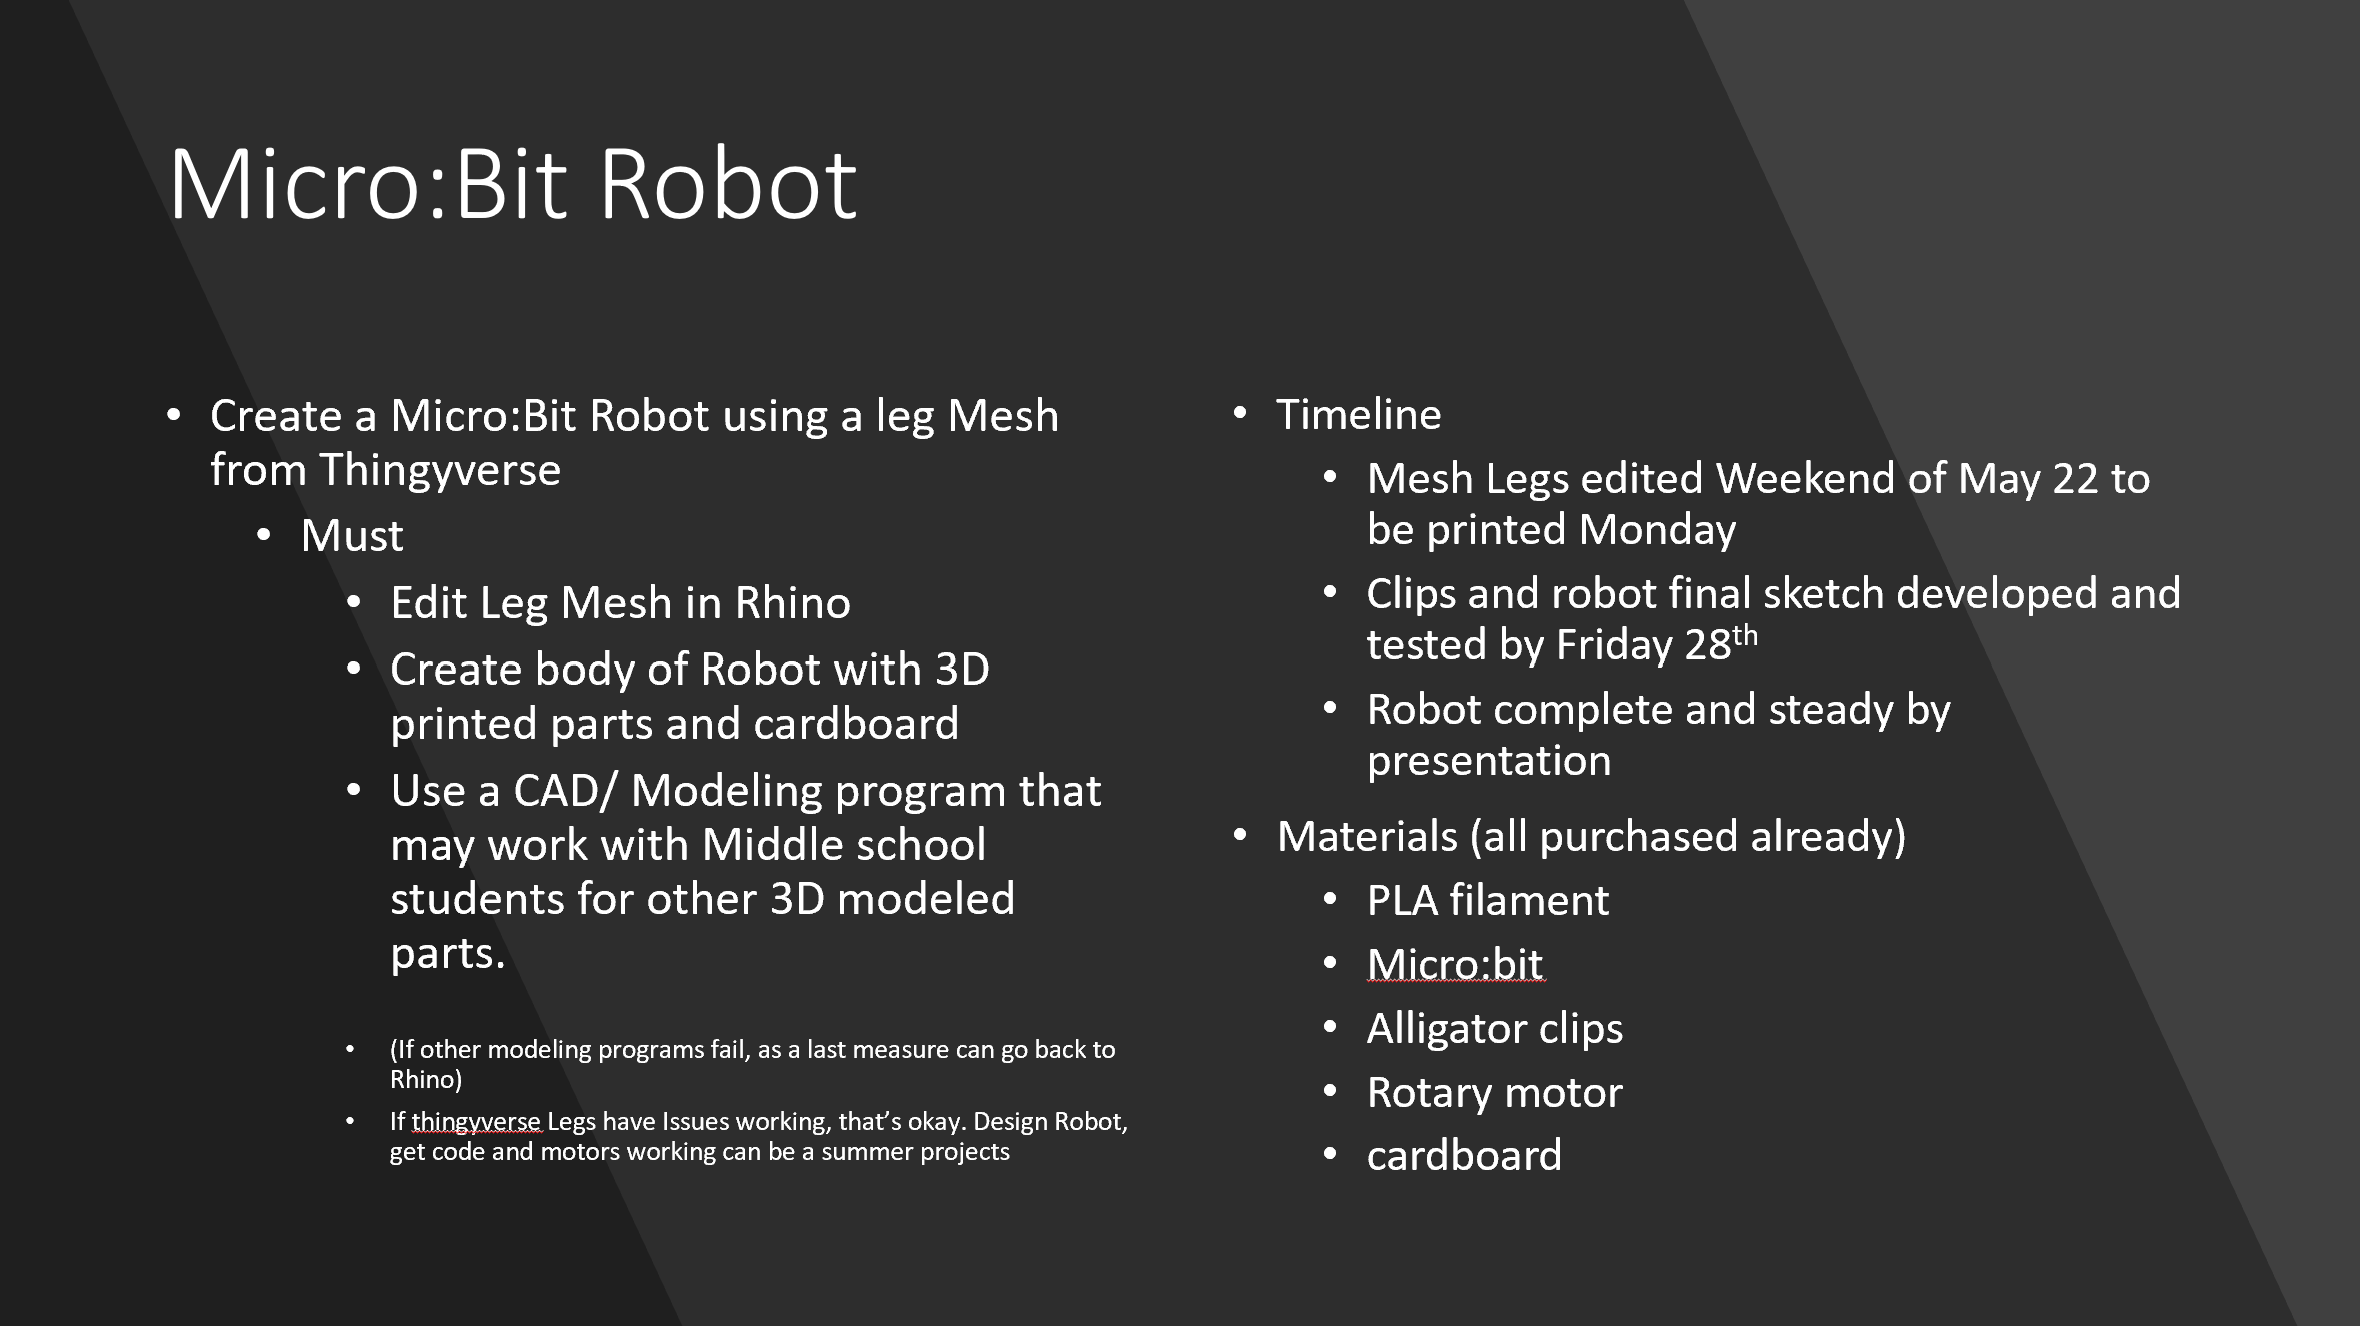 Micro:Bit Robot
• Create a Micro:Bit Robot using a leg Mesh
from Thingyverse
• Must
• Edit Leg Mesh in Rhino
• Create body of Robot with 3D
printed parts and cardboard
• Use a CAD/ Modeling program that
may work with Middle school
students for other 3D modeled
parts.
• (If other modeling programs fail, as a last measure can go back to
Rhino)
• If thingyverse Legs have Issues working, that’s okay. Design Robot,
get code and motors working can be a summer projects
• Timeline
• Mesh Legs edited Weekend of May 22 to
be printed Monday
• Clips and robot final sketch developed and
tested by Friday 28th
• Robot complete and steady by
presentation
• Materials (all purchased already)
• PLA filament
• Micro:bit
• Alligator clips
• Rotary motor
• cardboard